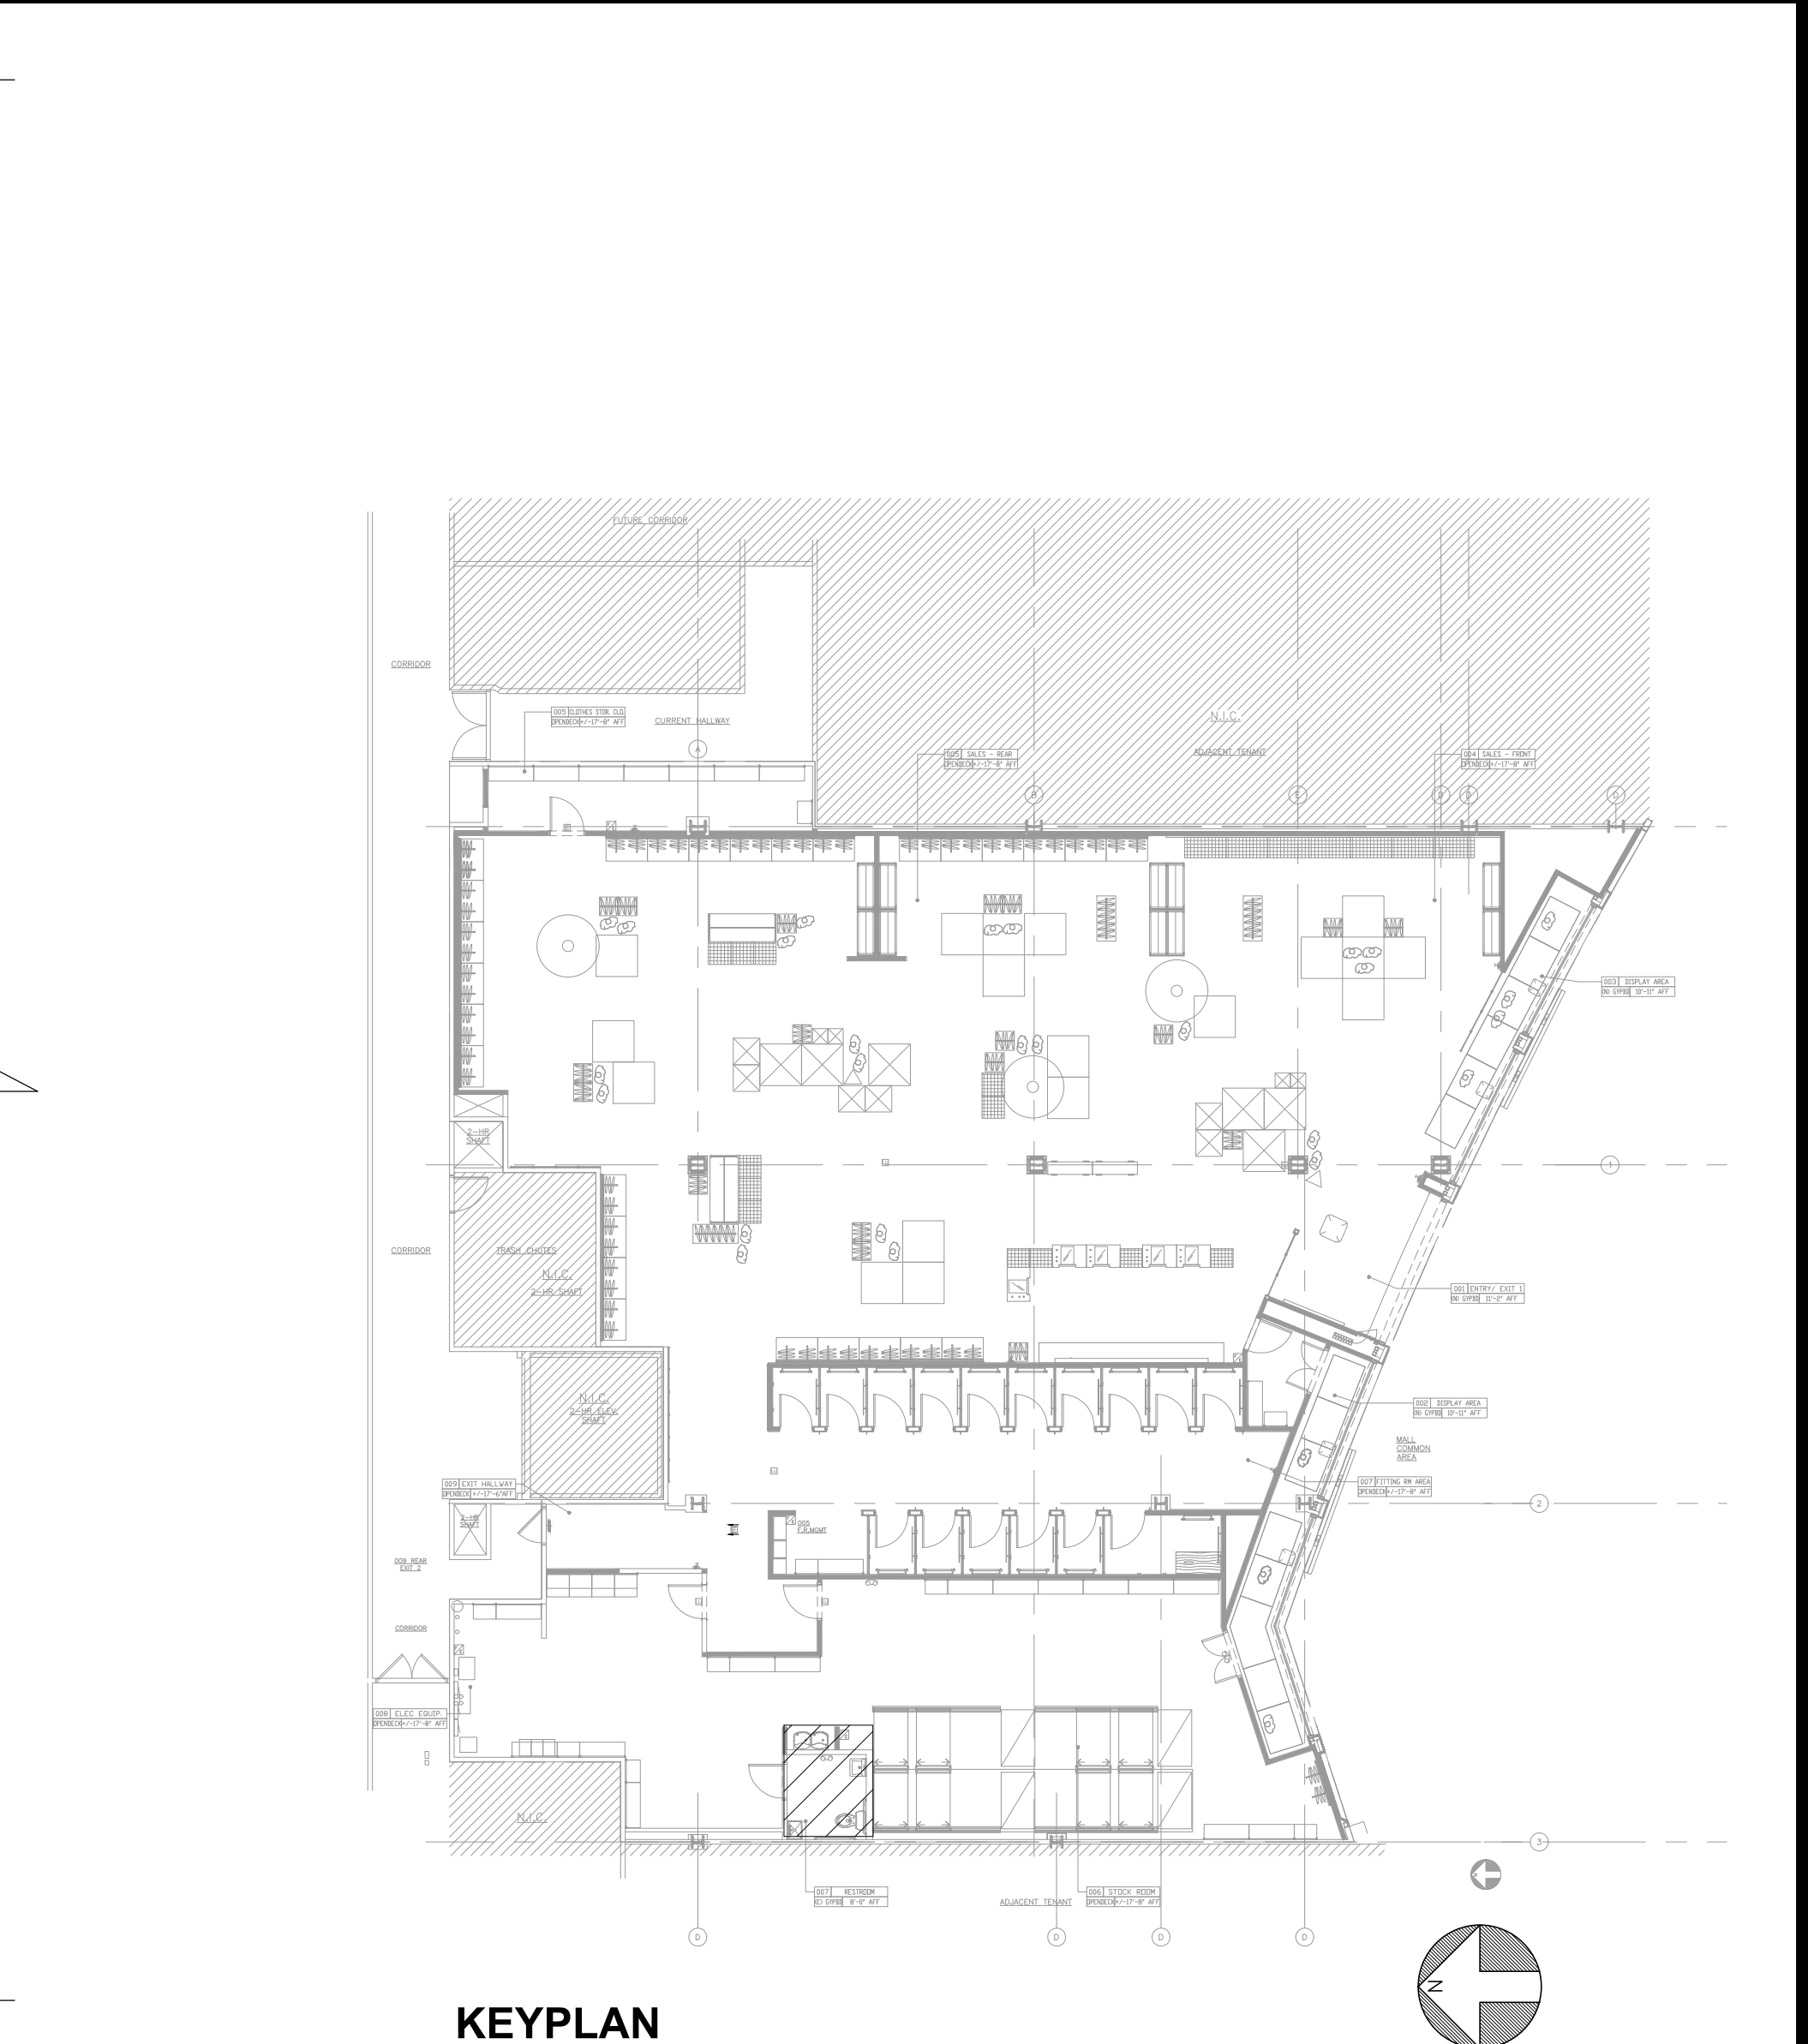 FUTURE CORRIDOR
CORRIDOR
005 CLOTHES STOR. CLO.
OPENDECK +/-17'-8" AFF
CURRENT HALLWAY
N.I.C.
ADJACENT TENANT
A
005 SALES - REAR
OPENDECK +/-17'-8" AFF
004 SALES - FRONT
OPENDECK +/-17'-8" AFF
B
E
D
D
D
003 DISPLAY AREA
(N) GYPBD 10'-11" AFF
2-HR
SHAFT
1
CORRIDOR
TRASH CHUTES
N.I.C.
2-HR SHAFT
001 ENTRY/ EXIT 1
(N) GYPBD 11'-2" AFF
N.I.C.
2-HR ELEV.
SHAFT
002 DISPLAY AREA
(N) GYPBD 10'-11" AFF
MALL
COMMON
AREA
009 EXIT HALLWAY
OPENDECK +/-17'-6"AFF
007 FITTING RM AREA
OPENDECK +/-17'-8" AFF
2
2-HR
SHAFT
005
F.R.MGMT
009 REAR
EXIT 2
CORRIDOR
008 ELEC EQUIP.
OPENDECK +/-17'-8" AFF
N.I.C.
3
007 RESTROOM
(E) GYPBD 8'-0" AFF
ADJACENT TENANT
006 STOCK ROOM
OPENDECK +/-17'-8" AFF
D
D
D
D
N
KEYPLAN